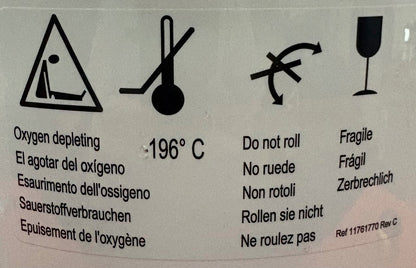 Oxygen depleting
El agotar del oxígeno
Esaurimento dell'ossigeno
Sauerstoffverbrauchen
Epuisement de l'oxygène
-196° C
Do not roll
No ruede
Non rotoli
Rollen sie nicht
Ne roulez pas
Fragile
Frágil
Zerbrechlich
Ref 11761770 Rev C